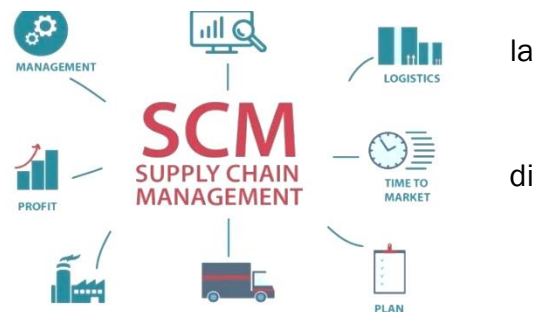 la
MANAGEMENT
LOGISTICS
SCM
SUPPLY CHAIN
MANAGEMENT
TIME TO
MARKET
di
PROFIT
PLAN